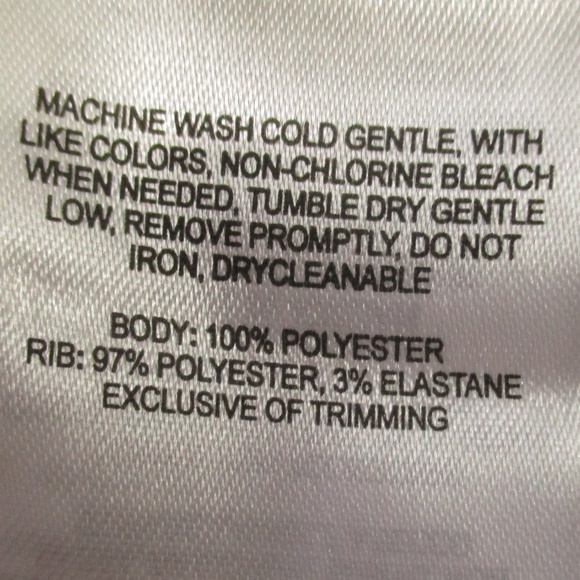 MACHINE WASH COLD GENTLE, WITH
LIKE COLORS, NON-CHLORINE BLEACH
WHEN NEEDED, TUMBLE DRY GENTLE
LOW, REMOVE PROMPTLY, DO NOT
IRON, DRYCLEANABLE
BODY: 100% POLYESTER
RIB: 97% POLYESTER, 3% ELASTANE
EXCLUSIVE OF TRIMMING